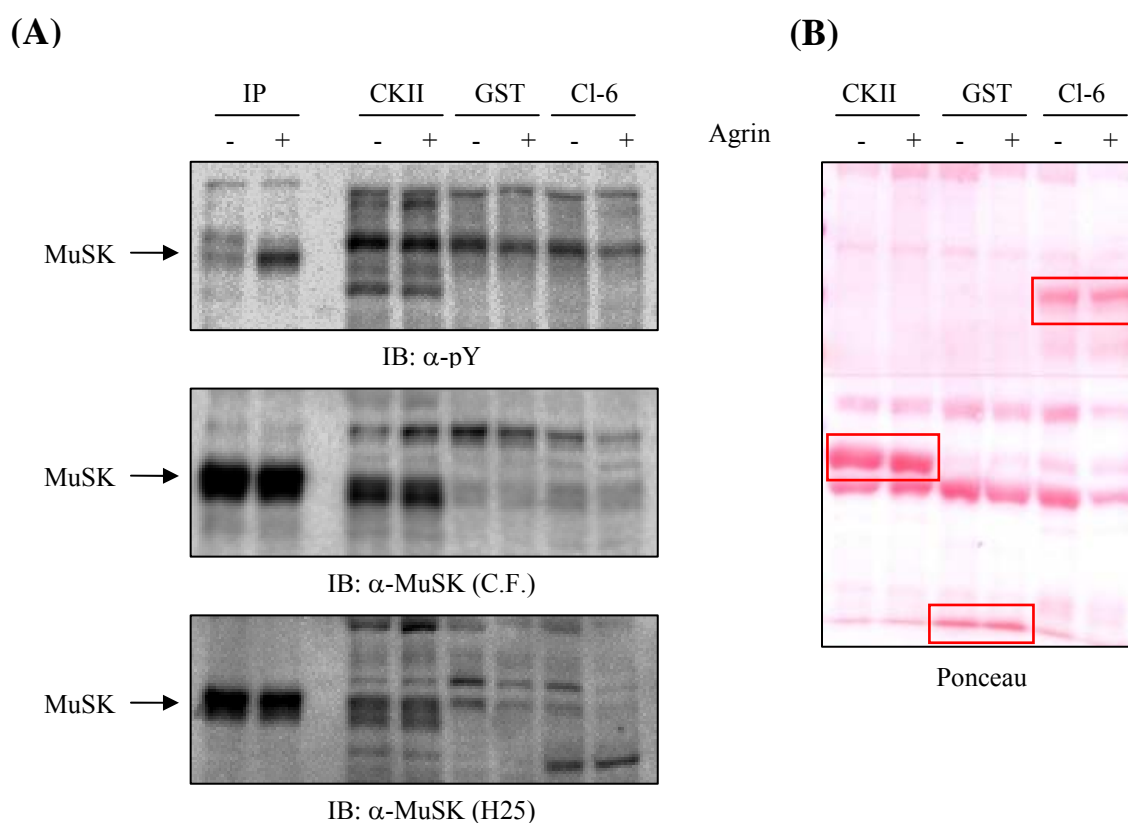 (A)
(B)
IP CKII GST Cl-6
- + - + - + - +
Agrin
CKII GST Cl-6
- + - + - +
MuSK
IB: α-pY
MuSK
IB: α-MuSK (C.F.)
MuSK
IB: α-MuSK (H25)
Ponceau